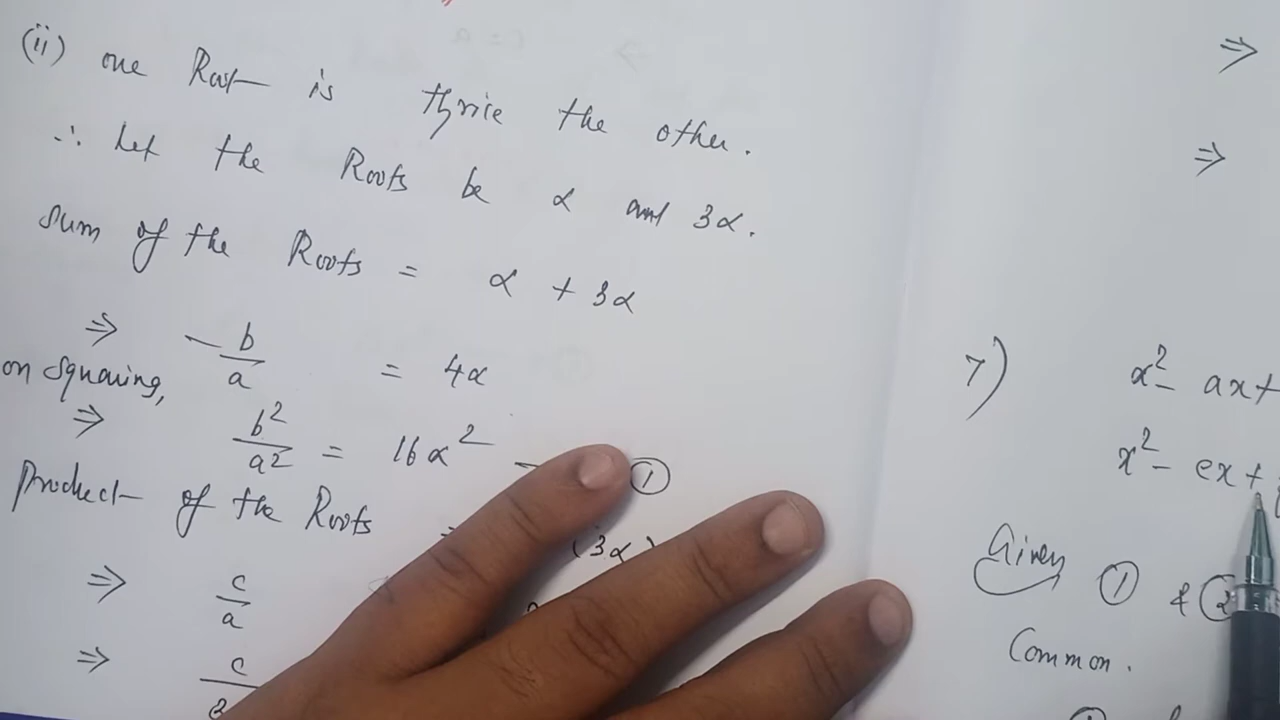 (ii) one Root is thrice the other.
∴ Let the Roots be α and 3α.
Sum of the Roots = α + 3α
⇒ -b/a = 4α
on Squaring,
⇒ b²/a² = 16α² — ①
Product of the Roots = (3α)
⇒ c/a
⇒ c
⇒
⇒
7) x² - ax +
x² - ex +
Given ① & ②
Common.